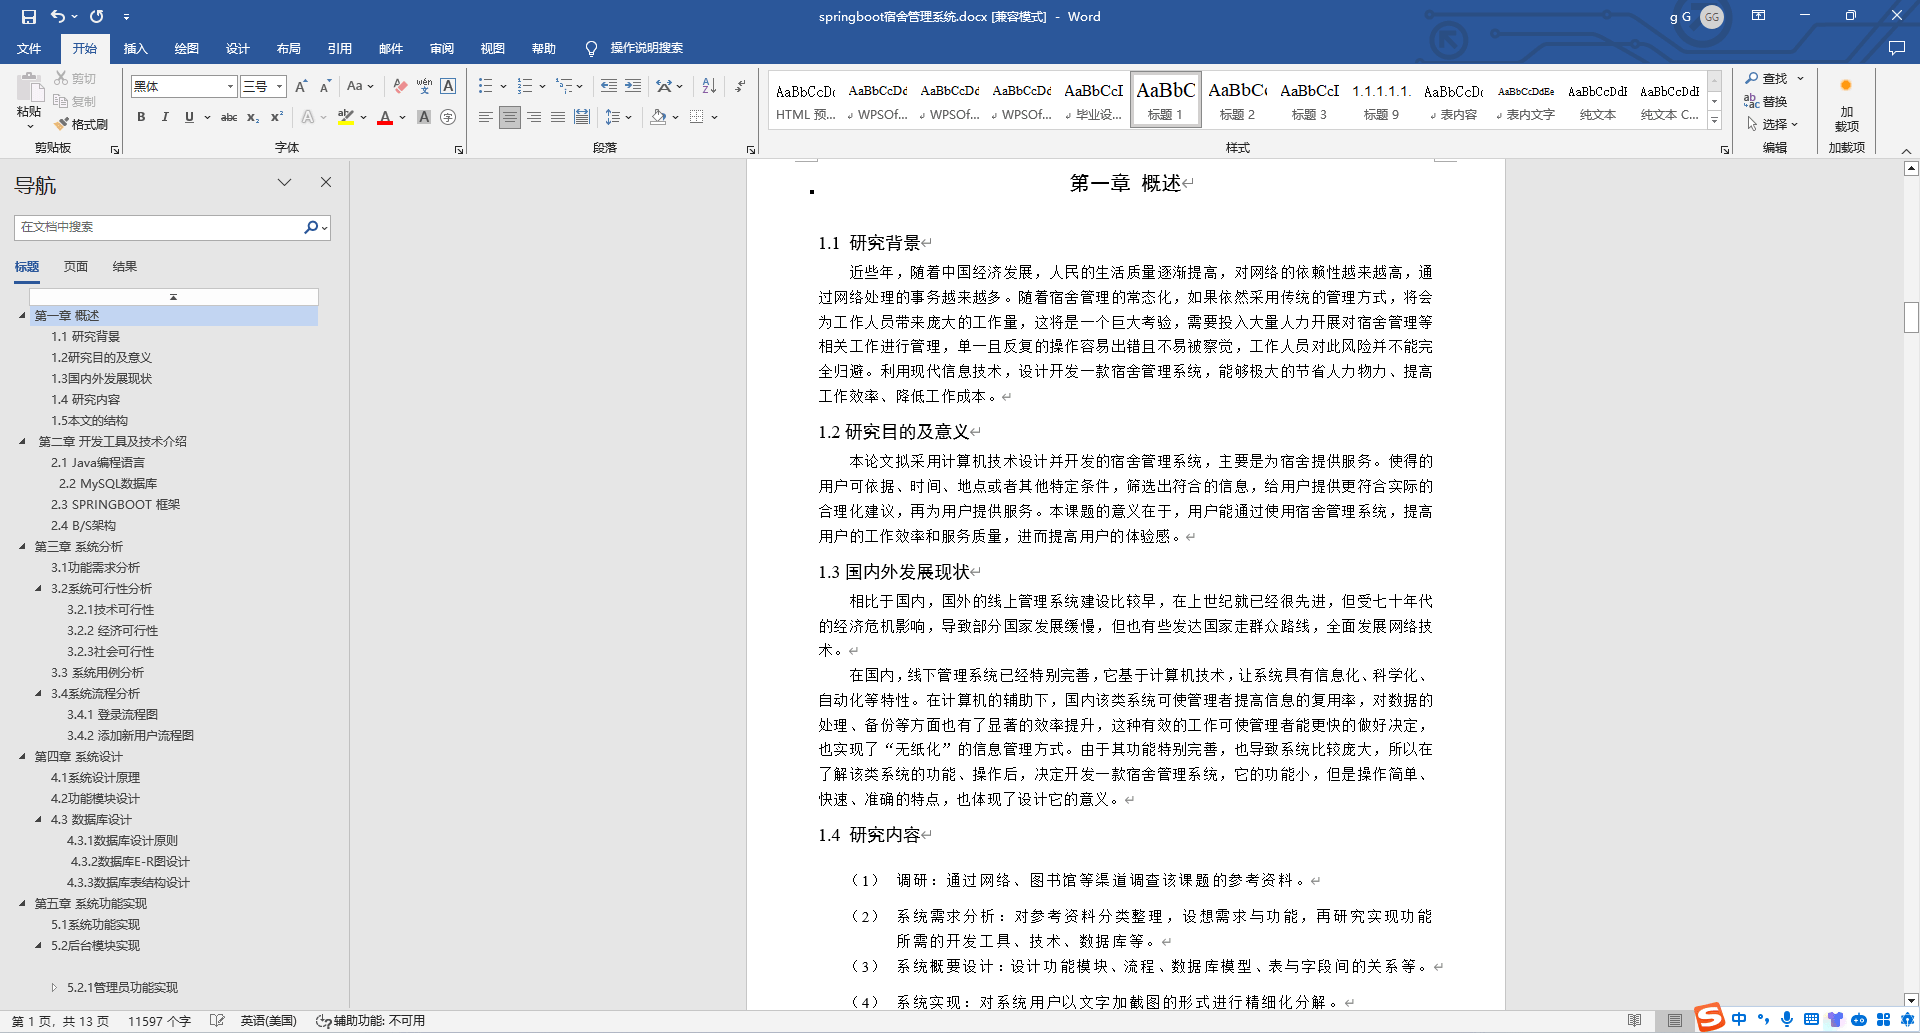 springboot宿舍管理系统.docx [兼容模式] - Word
g G
GG
文件 开始 插入 绘图 设计 布局 引用 邮件 审阅 视图 帮助 操作说明搜索
粘贴
剪切
复制
格式刷
剪贴板
黑体 三号
字体
段落
AaBbCcDd HTML 预...
AaBbCcDd WPSOf...
AaBbCcDd WPSOf...
AaBbCcDd WPSOf...
AaBbCcI 毕业设...
AaBbC 标题 1
AaBbC 标题 2
AaBbCcI 标题 3
1.1.1.1.1. 标题 9
AaBbCcDd 表内容
AaBbCcDdEe 表内文字
AaBbCcDdI 纯文本
AaBbCcDdI 纯文本 C...
样式
查找
替换
选择
编辑
加
载项
加载项
导航
在文档中搜索
标题 页面 结果
第一章 概述
1.1 研究背景
1.2研究目的及意义
1.3国内外发展现状
1.4 研究内容
1.5本文的结构
第二章 开发工具及技术介绍
2.1 Java编程语言
2.2 MySQL数据库
2.3 SPRINGBOOT 框架
2.4 B/S架构
第三章 系统分析
3.1功能需求分析
3.2系统可行性分析
3.2.1技术可行性
3.2.2 经济可行性
3.2.3社会可行性
3.3 系统用例分析
3.4系统流程分析
3.4.1 登录流程图
3.4.2 添加新用户流程图
第四章 系统设计
4.1系统设计原理
4.2功能模块设计
4.3 数据库设计
4.3.1数据库设计原则
4.3.2数据库E-R图设计
4.3.3数据库表结构设计
第五章 系统功能实现
5.1系统功能实现
5.2后台模块实现
5.2.1管理员功能实现
第一章 概述
1.1 研究背景
近些年，随着中国经济发展，人民的生活质量逐渐提高，对网络的依赖性越来越高，通
过网络处理的事务越来越多。随着宿舍管理的常态化，如果依然采用传统的管理方式，将会
为工作人员带来庞大的工作量，这将是一个巨大考验，需要投入大量人力开展对宿舍管理等
相关工作进行管理，单一且反复的操作容易出错且不易被察觉，工作人员对此风险并不能完
全归避。利用现代信息技术，设计开发一款宿舍管理系统，能够极大的节省人力物力、提高
工作效率、降低工作成本。
1.2 研究目的及意义
本论文拟采用计算机技术设计并开发的宿舍管理系统，主要是为宿舍提供服务。使得的
用户可依据、时间、地点或者其他特定条件，筛选出符合的信息，给用户提供更符合实际的
合理化建议，再为用户提供服务。本课题的意义在于，用户能通过使用宿舍管理系统，提高
用户的工作效率和服务质量，进而提高用户的体验感。
1.3 国内外发展现状
相比于国内，国外的线上管理系统建设比较早，在上世纪就已经很先进，但受七十年代
的经济危机影响，导致部分国家发展缓慢，但也有些发达国家走群众路线，全面发展网络技
术。
在国内，线下管理系统已经特别完善，它基于计算机技术，让系统具有信息化、科学化、
自动化等特性。在计算机的辅助下，国内该类系统可使管理者提高信息的复用率，对数据的
处理、备份等方面也有了显著的效率提升，这种有效的工作可使管理者能更快的做好决定，
也实现了“无纸化”的信息管理方式。由于其功能特别完善，也导致系统比较庞大，所以在
了解该类系统的功能、操作后，决定开发一款宿舍管理系统，它的功能小，但是操作简单、
快速、准确的特点，也体现了设计它的意义。
1.4 研究内容
（1） 调研：通过网络、图书馆等渠道调查该课题的参考资料。
（2） 系统需求分析：对参考资料分类整理，设想需求与功能，再研究实现功能
所需的开发工具、技术、数据库等。
（3） 系统概要设计：设计功能模块、流程、数据库模型、表与字段间的关系等。
（4） 系统实现：对系统用户以文字加截图的形式进行精细化分解。
第 1 页，共 13 页 11597 个字 英语(美国) 辅助功能: 不可用
中